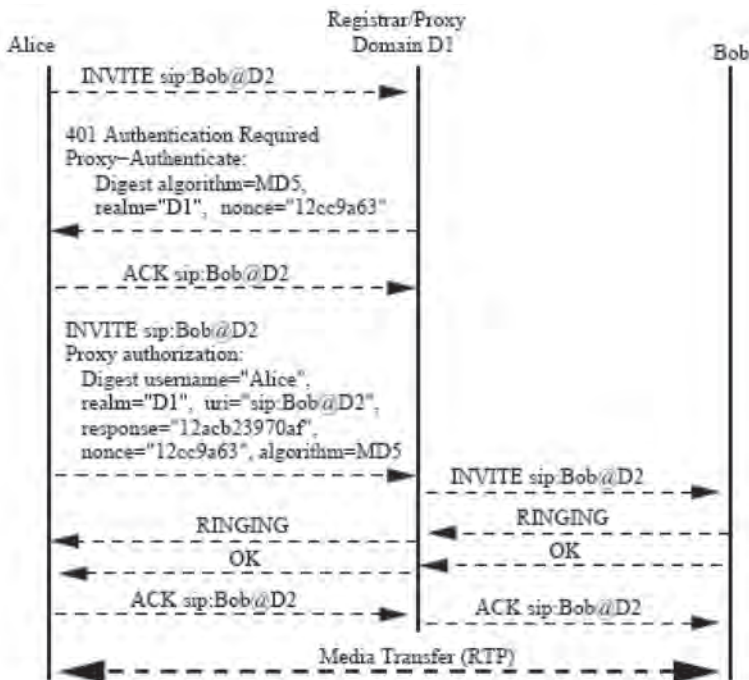 Registrar/Proxy
Alice
Domain D1
Bob
INVITE sip:Bob@D2
401 Authentication Required
Proxy–Authenticate:
Digest algorithm=MD5,
realm="D1", nonce="12cc9a63"
ACK sip:Bob@D2
INVITE sip:Bob@D2
Proxy authorization:
Digest username="Alice",
realm="D1", uri="sip:Bob@D2",
response="12acb23970af",
nonce="12cc9a63", algorithm=MD5
INVITE sip:Bob@D2
RINGING
RINGING
OK
OK
ACK sip:Bob@D2
ACK sip:Bob@D2
Media Transfer (RTP)